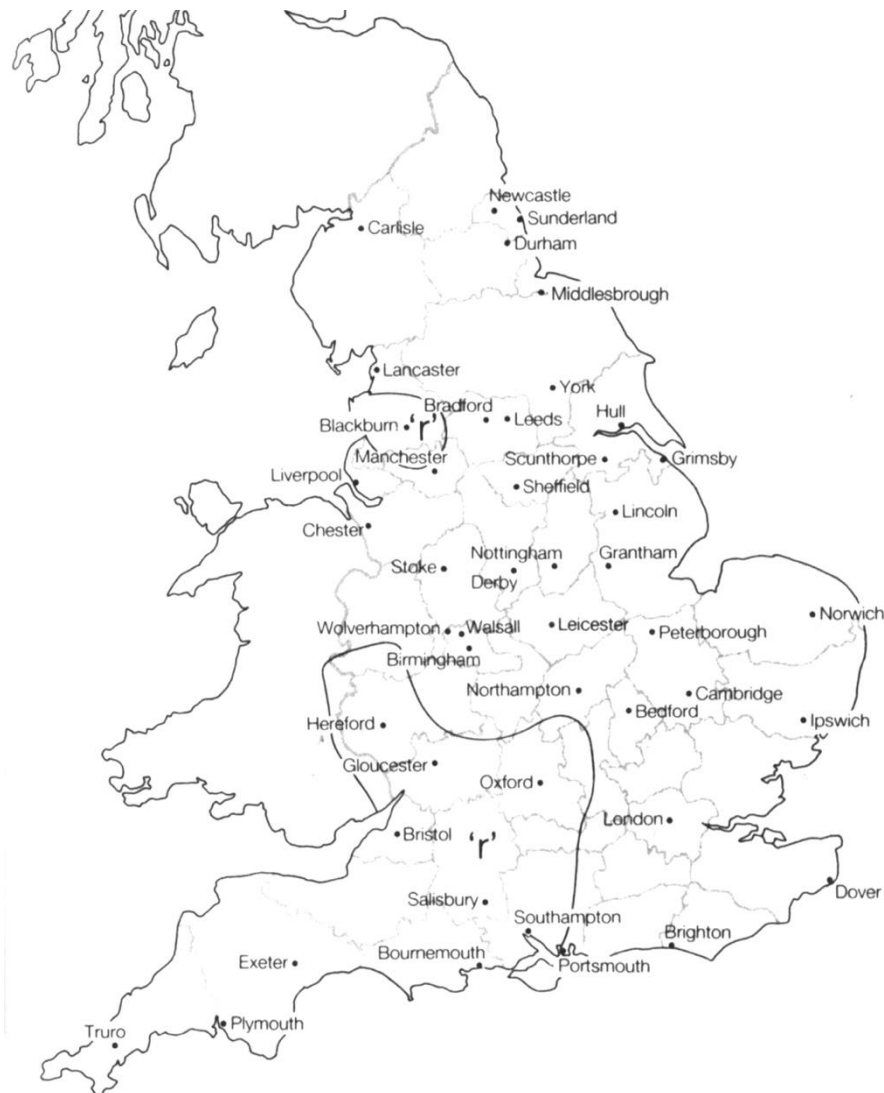 Newcastle
Sunderland
Carlisle
Durham
Middlesbrough
Lancaster
York
Bradford
Leeds
Hull
Blackburn
'r'
Manchester
Scunthorpe
Grimsby
Liverpool
Sheffield
Lincoln
Chester
Nottingham
Grantham
Stoke
Derby
Norwich
Wolverhampton
Walsall
Leicester
Peterborough
Birmingham
Northampton
Cambridge
Bedford
Hereford
Ipswich
Gloucester
Oxford
London
Bristol
'r'
Dover
Salisbury
Southampton
Brighton
Bournemouth
Exeter
Portsmouth
Plymouth
Truro